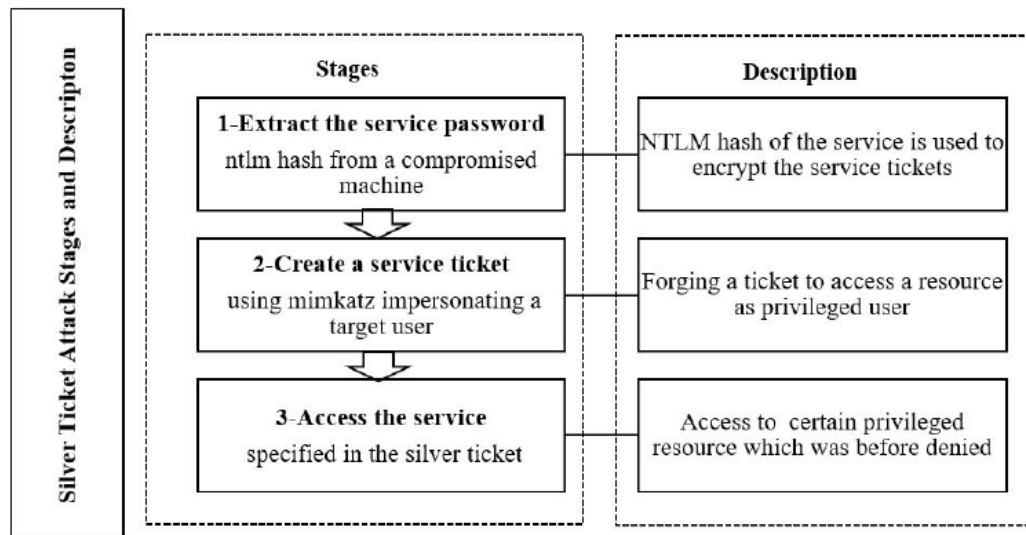 Silver Ticket Attack Stages and Descripton
Stages
1-Extract the service password
ntlm hash from a compromised
machine
2-Create a service ticket
using mimkatz impersonating a
target user
3-Access the service
specified in the silver ticket
Description
NTLM hash of the service is used to
encrypt the service tickets
Forging a ticket to access a resource
as privileged user
Access to certain privileged
resource which was before denied